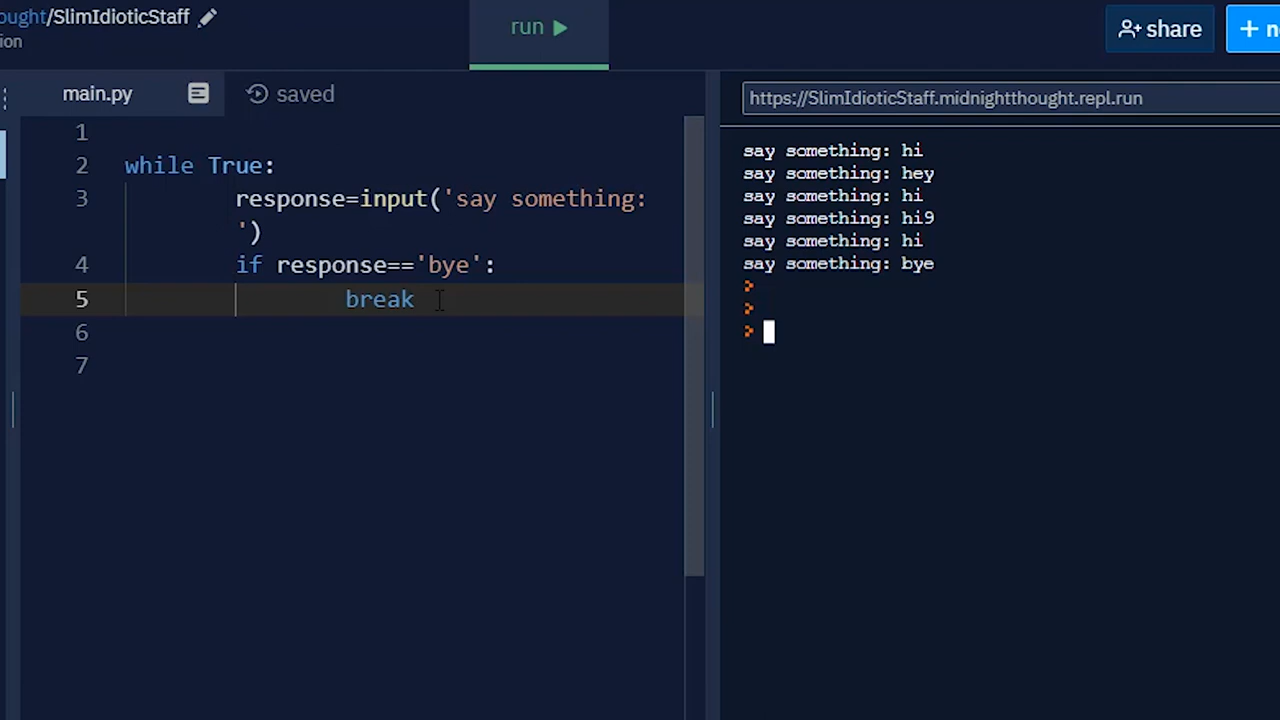 ought/SlimIdioticStaff
ion
run
share
+ n
main.py
saved
1
2 while True:
3 response=input('say something:
')
4 if response=='bye':
5 break
6
7
https://SlimIdioticStaff.midnightthought.repl.run
say something: hi
say something: hey
say something: hi
say something: hi9
say something: hi
say something: bye
>
>
>